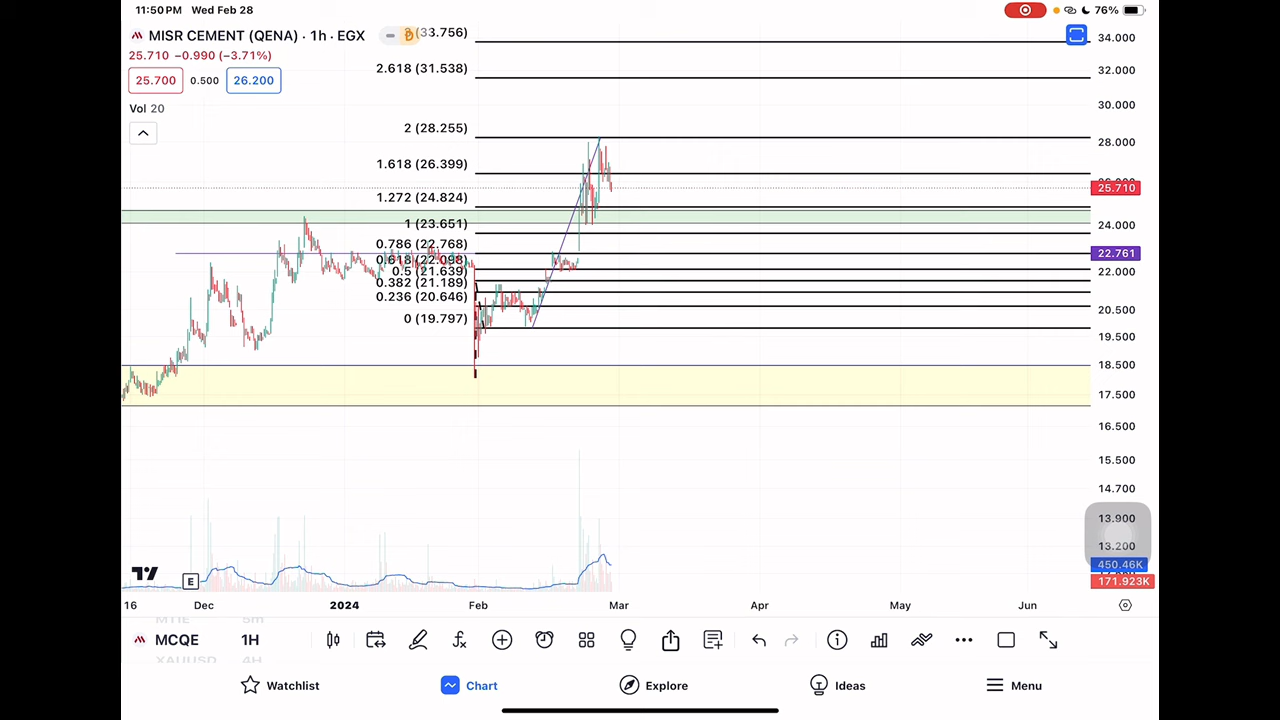 11:50 PM Wed Feb 28
76%
MISR CEMENT (QENA) · 1h · EGX
25.710 −0.990 (−3.71%)
25.700 0.500 26.200
Vol 20
(33.756)
2.618 (31.538)
2 (28.255)
1.618 (26.399)
1.272 (24.824)
1 (23.651)
0.786 (22.768)
0.618 (22.098)
0.5 (21.639)
0.382 (21.189)
0.236 (20.646)
0 (19.797)
34.000
32.000
30.000
28.000
25.710
24.000
22.761
22.000
20.500
19.500
18.500
17.500
16.500
15.500
14.700
13.900
13.200
450.46K
171.923K
E
16 Dec 2024 Feb Mar Apr May Jun
MTIE 5m
MCQE 1H
XAUUSD 4H
Watchlist Chart Explore Ideas Menu